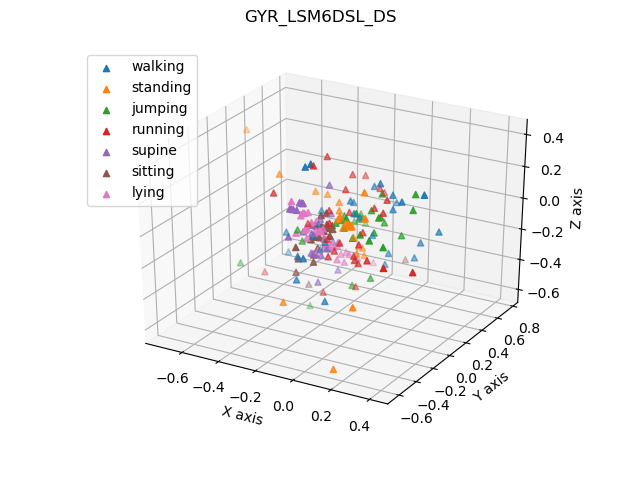 GYR_LSM6DSL_DS
walking
standing
jumping
running
supine
sitting
lying
0.4
0.2
0.0
−0.2
−0.4
−0.6
Z axis
−0.6
−0.4
−0.2
0.0
0.2
0.4
X axis
−0.6
−0.4
−0.2
0.0
0.2
0.4
0.6
0.8
Y axis